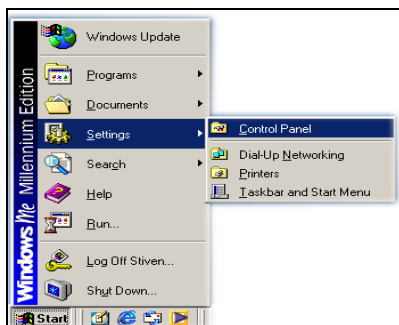 Windows Me Millennium Edition
Windows Update
Programs
Documents
Settings
Search
Help
Run...
Log Off Stiven...
Shut Down...
Control Panel
Dial-Up Networking
Printers
Taskbar and Start Menu
Start